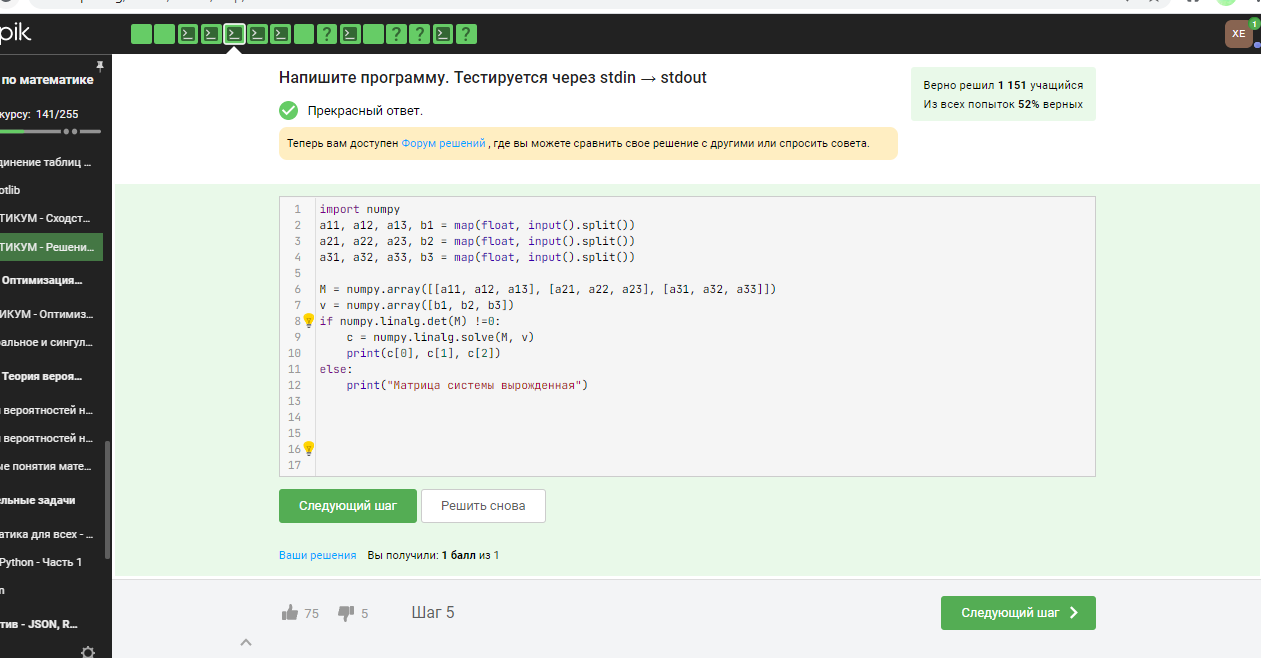 pik
XE
1
по математике
курсу: 141/255
динение таблиц ...
otlib
ТИКУМ - Сходст...
ТИКУМ - Решени...
Оптимизация...
ИКУМ - Оптимиз...
альное и сингул...
Теория вероя...
вероятностей н...
вероятностей н...
ые понятия мате...
ельные задачи
атика для всех - ...
Python - Часть 1
n
тив - JSON, R...
Напишите программу. Тестируется через stdin → stdout
Прекрасный ответ.
Теперь вам доступен Форум решений , где вы можете сравнить свое решение с другими или спросить совета.
Верно решил 1 151 учащийся
Из всех попыток 52% верных
1 import numpy
2 a11, a12, a13, b1 = map(float, input().split())
3 a21, a22, a23, b2 = map(float, input().split())
4 a31, a32, a33, b3 = map(float, input().split())
5
6 M = numpy.array([[a11, a12, a13], [a21, a22, a23], [a31, a32, a33]])
7 v = numpy.array([b1, b2, b3])
8 if numpy.linalg.det(M) !=0:
9 c = numpy.linalg.solve(M, v)
10 print(c[0], c[1], c[2])
11 else:
12 print("Матрица системы вырожденная")
13
14
15
16
17
Следующий шаг
Решить снова
Ваши решения Вы получили: 1 балл из 1
75 5 Шаг 5
Следующий шаг